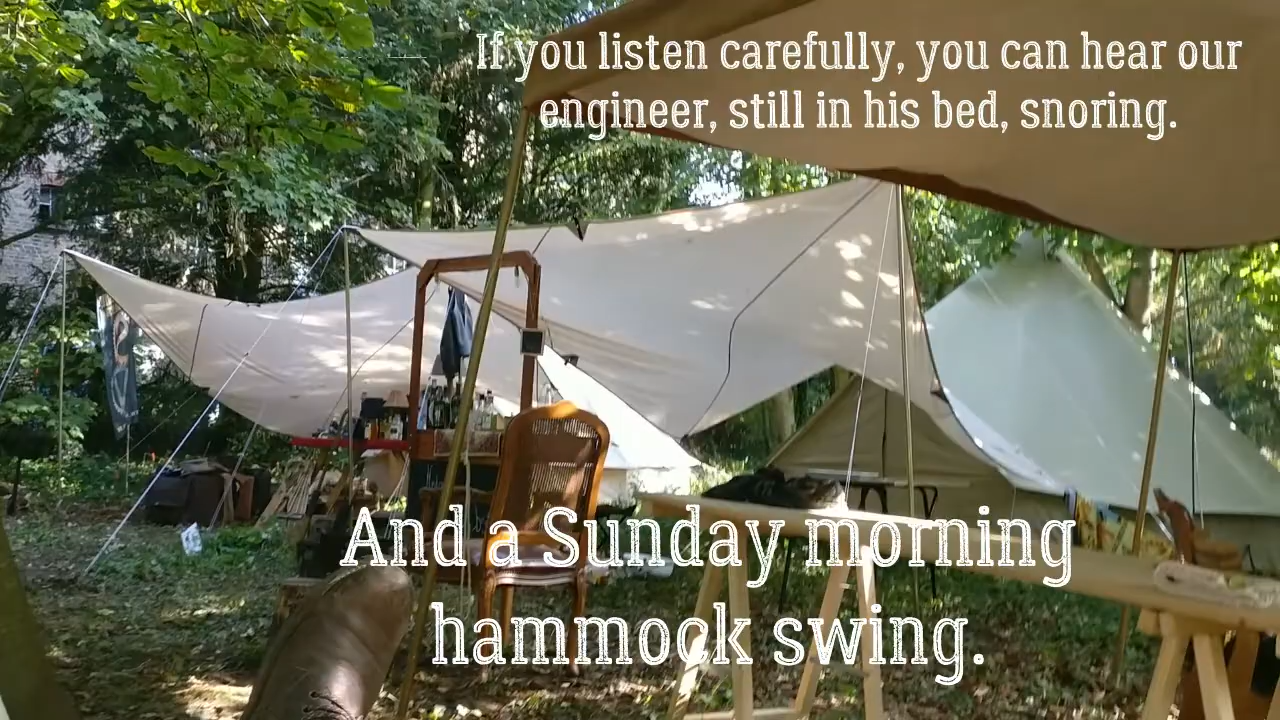 If you listen carefully, you can hear our
engineer, still in his bed, snoring.
And a Sunday morning
hammock swing.